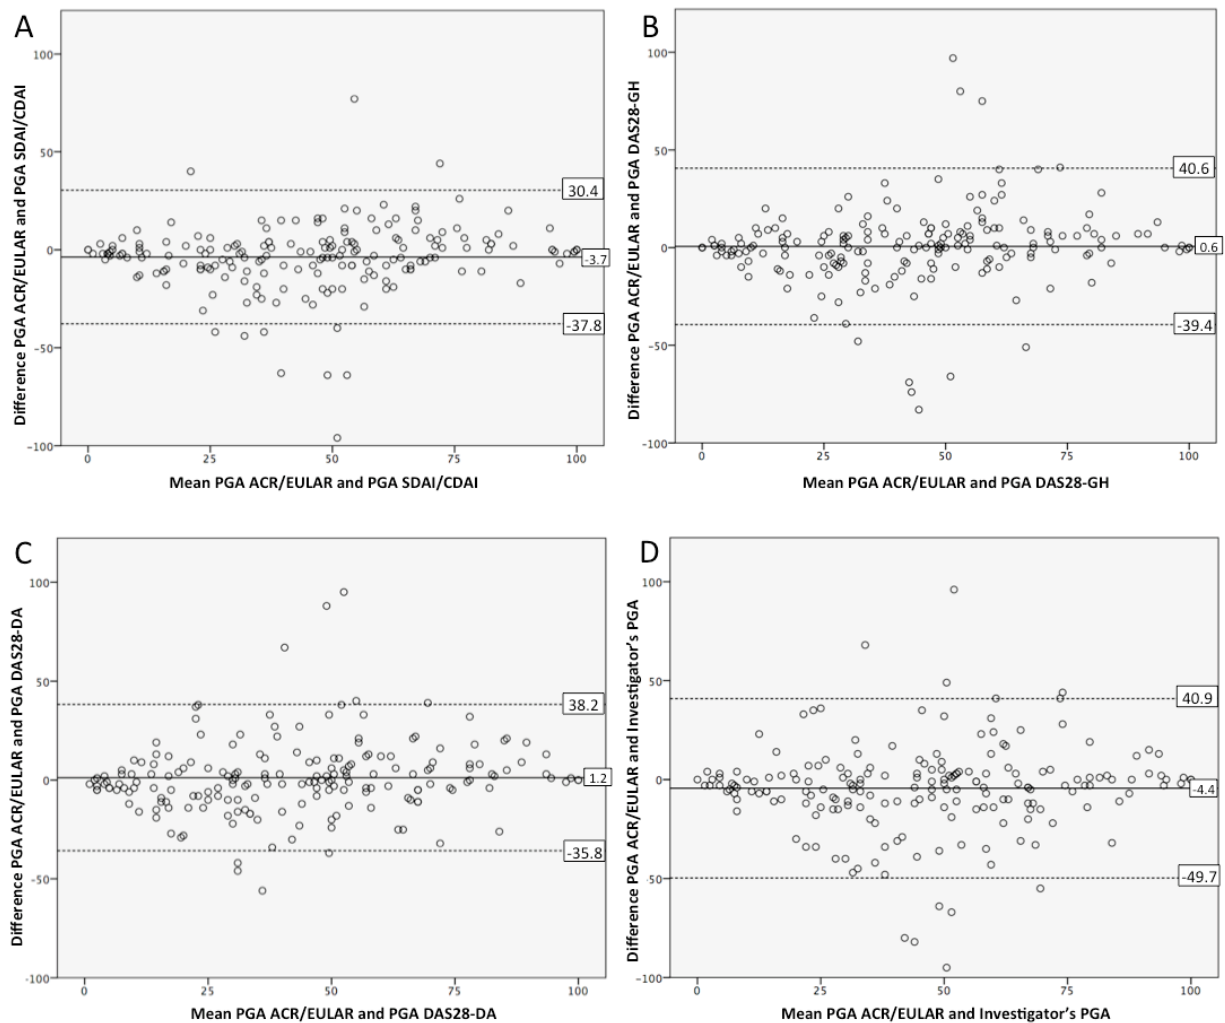 A
Difference PGA ACR/EULAR and PGA SDAI/CDAI
100
50
0
−50
−100
30.4
-3.7
-37.8
0 25 50 75 100
Mean PGA ACR/EULAR and PGA SDAI/CDAI
B
Difference PGA ACR/EULAR and PGA DAS28-GH
100
50
0
−50
−100
40.6
0.6
-39.4
0 25 50 75 100
Mean PGA ACR/EULAR and PGA DAS28-GH
C
Difference PGA ACR/EULAR and PGA DAS28-DA
100
50
0
-50
-100
38.2
1.2
-35.8
0 25 50 75 100
Mean PGA ACR/EULAR and PGA DAS28-DA
D
Difference PGA ACR/EULAR and Investigator's PGA
100
50
0
−50
−100
40.9
-4.4
-49.7
0 25 50 75 100
Mean PGA ACR/EULAR and Investigator's PGA